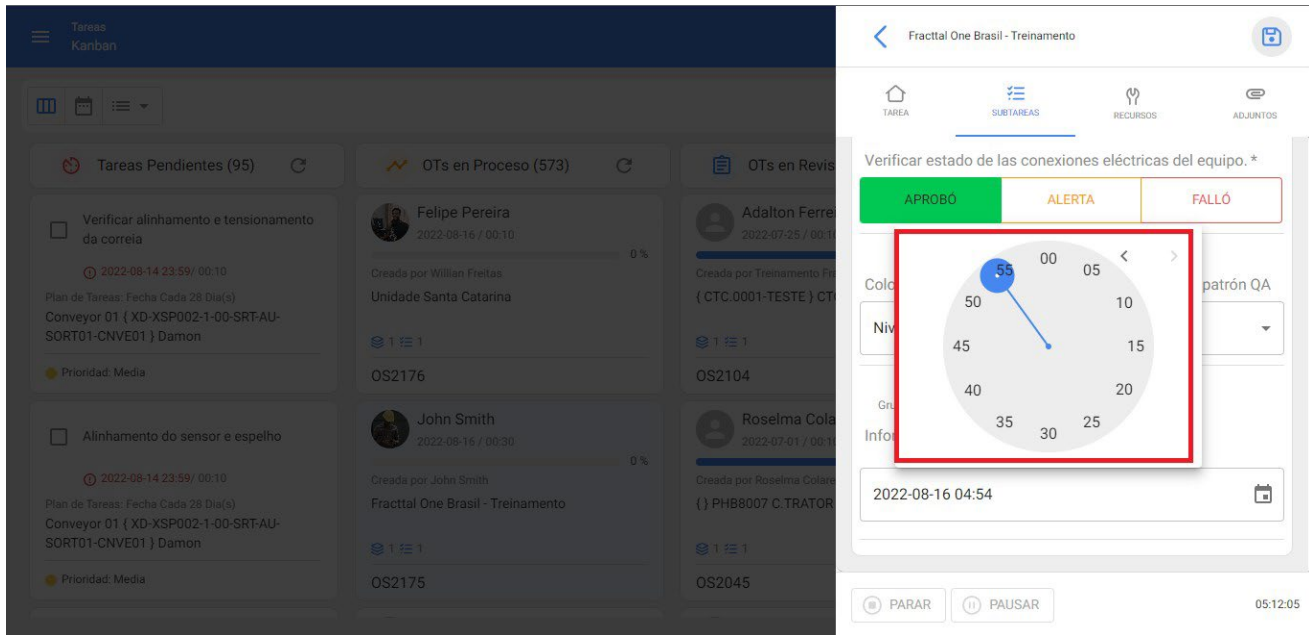 Tareas
Kanban
Tareas Pendientes (95)
Verificar alinhamento e tensionamento
da correia
2022-08-14 23:59/ 00:10
Plan de Tareas: Fecha Cada 28 Dia(s)
Conveyor 01 { XD-XSP002-1-00-SRT-AU-
SORT01-CNVE01 } Damon
Prioridad: Media
Alinhamento do sensor e espelho
2022-08-14 23:59/ 00:10
Plan de Tareas: Fecha Cada 28 Dia(s)
Conveyor 01 { XD-XSP002-1-00-SRT-AU-
SORT01-CNVE01 } Damon
Prioridad: Media
OTs en Proceso (573)
Felipe Pereira
2022-08-16 / 00:10
0 %
Creada por Willian Freitas
Unidade Santa Catarina
1 1
OS2176
John Smith
2022-08-16 / 00:30
0 %
Creada por John Smith
Fracttal One Brasil - Treinamento
1 1
OS2175
OTs en Revis
Adalton Ferrei
2022-07-25 / 00:10
Creada por Treinamento Fra
{ CTC.0001-TESTE } CT
1 1
OS2104
Roselma Cola
2022-07-01 / 00:10
Creada por Roselma Colare
{ } PHB8007 C.TRATOR
1 1
OS2045
Fracttal One Brasil - Treinamento
TAREA
SUBTAREAS
RECURSOS
ADJUNTOS
Verificar estado de las conexiones eléctricas del equipo. *
APROBÓ
ALERTA
FALLÓ
Colo
patrón QA
Niv
Gru
Infor
00
05
10
15
20
25
30
35
40
45
50
55
2022-08-16 04:54
PARAR
PAUSAR
05:12:05